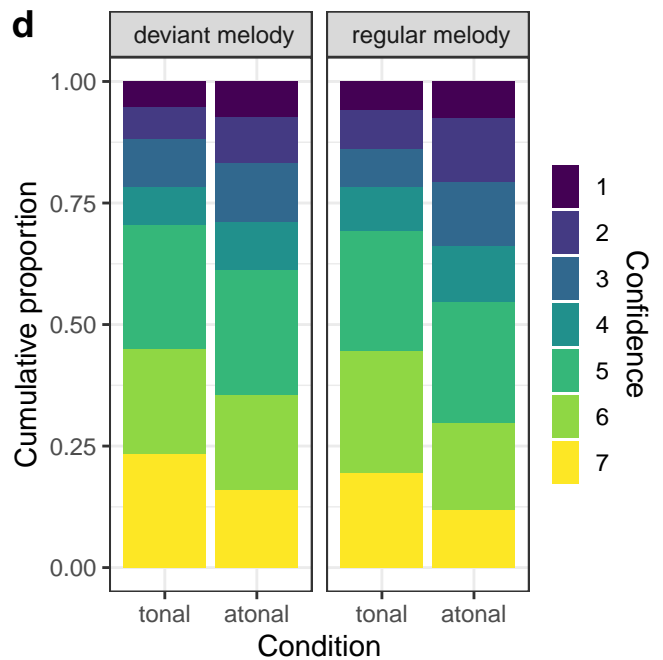 d
deviant melody
regular melody
Cumulative proportion
1.00
0.75
0.50
0.25
0.00
tonal
atonal
tonal
atonal
Condition
1
2
3
4
5
6
7
Confidence